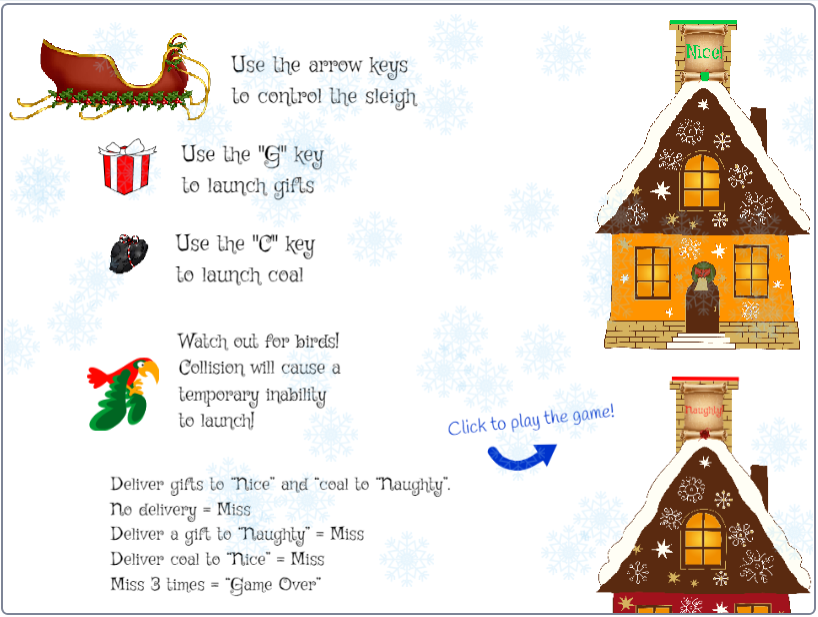 Use the arrow keys
to control the sleigh
Nice!
Use the "G" key
to launch gifts
Use the "C" key
to launch coal
Watch out for birds!
Collision will cause a
temporary inability
to launch!
Naughty!
Click to play the game!
Deliver gifts to "Nice" and "coal to "Naughty".
No delivery = Miss
Deliver a gift to "Naughty" = Miss
Deliver coal to "Nice" = Miss
Miss 3 times = "Game Over"